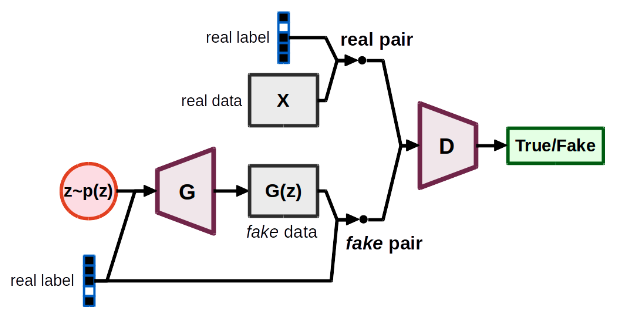 real label
real pair
real data
X
D
True/Fake
z~p(z)
G
G(z)
fake data
fake pair
real label